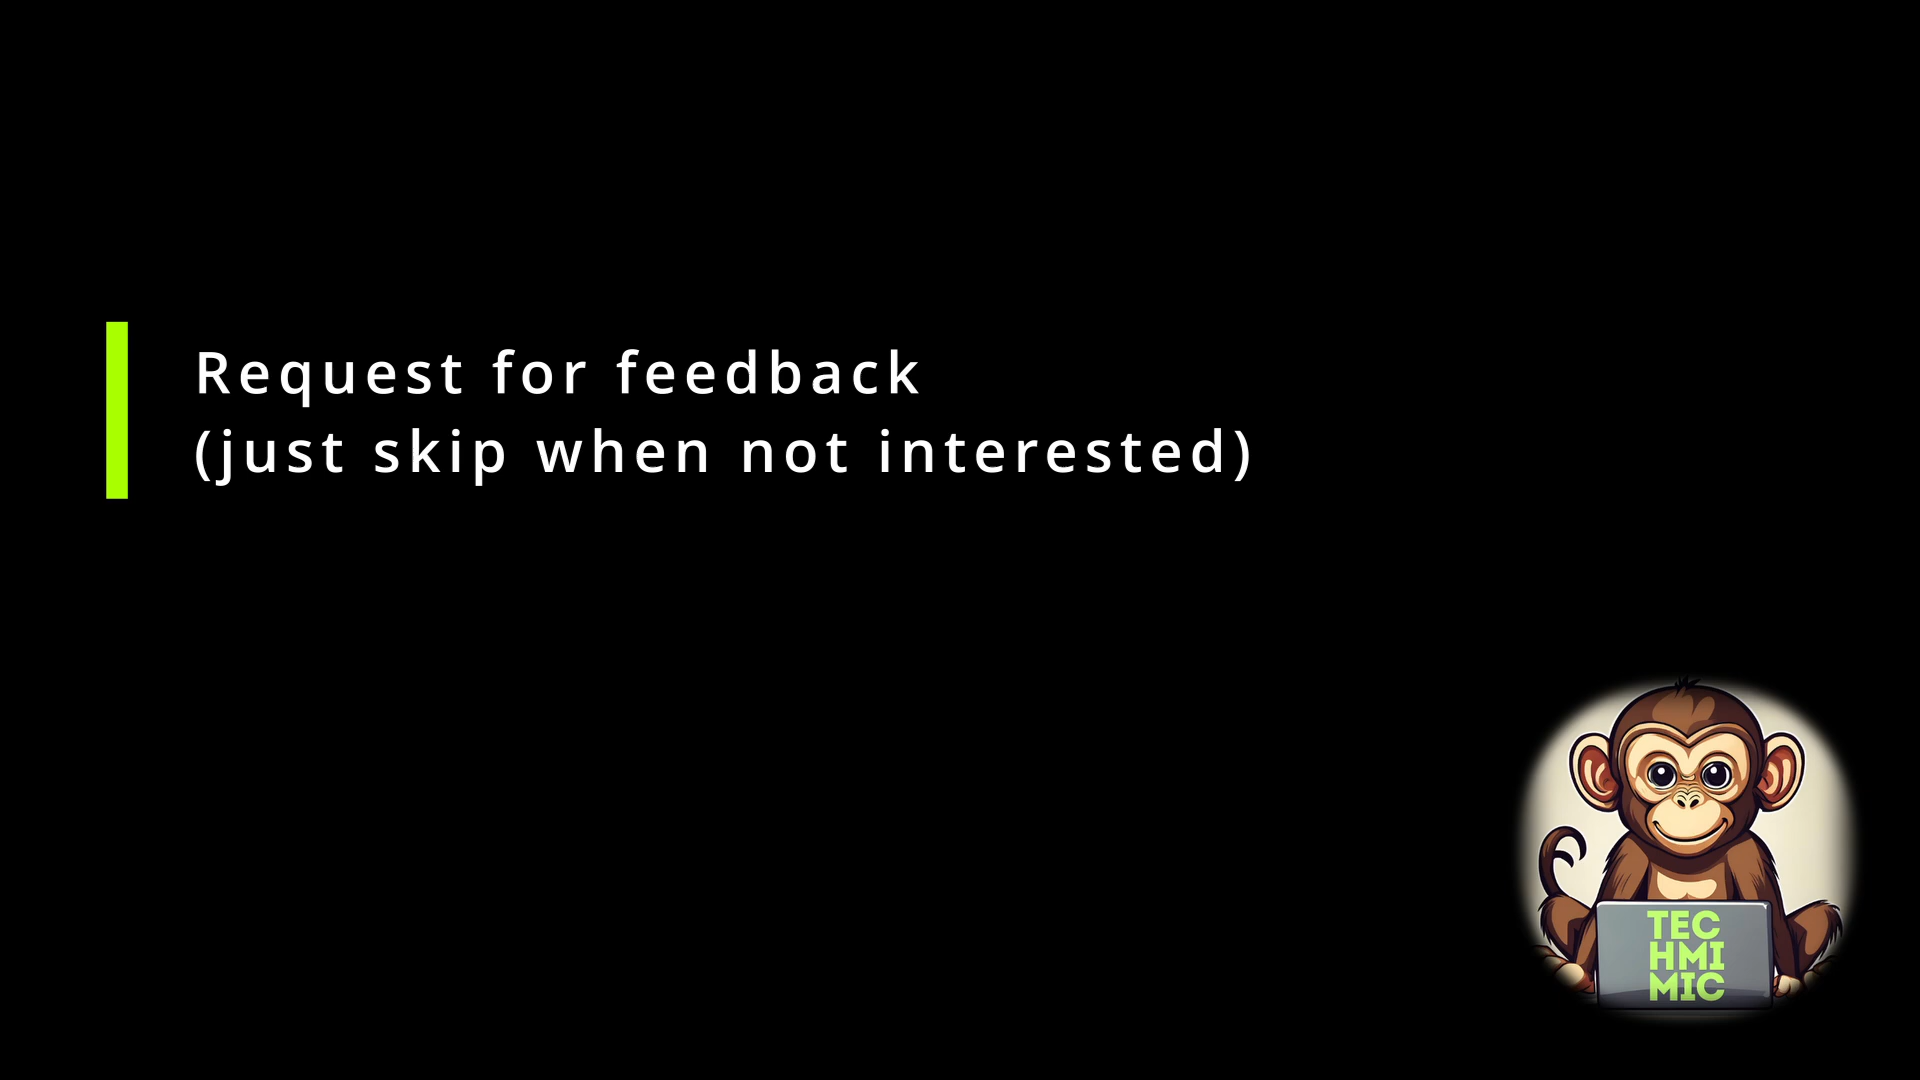 Request for feedback
(just skip when not interested)
TEC
HMI
MIC